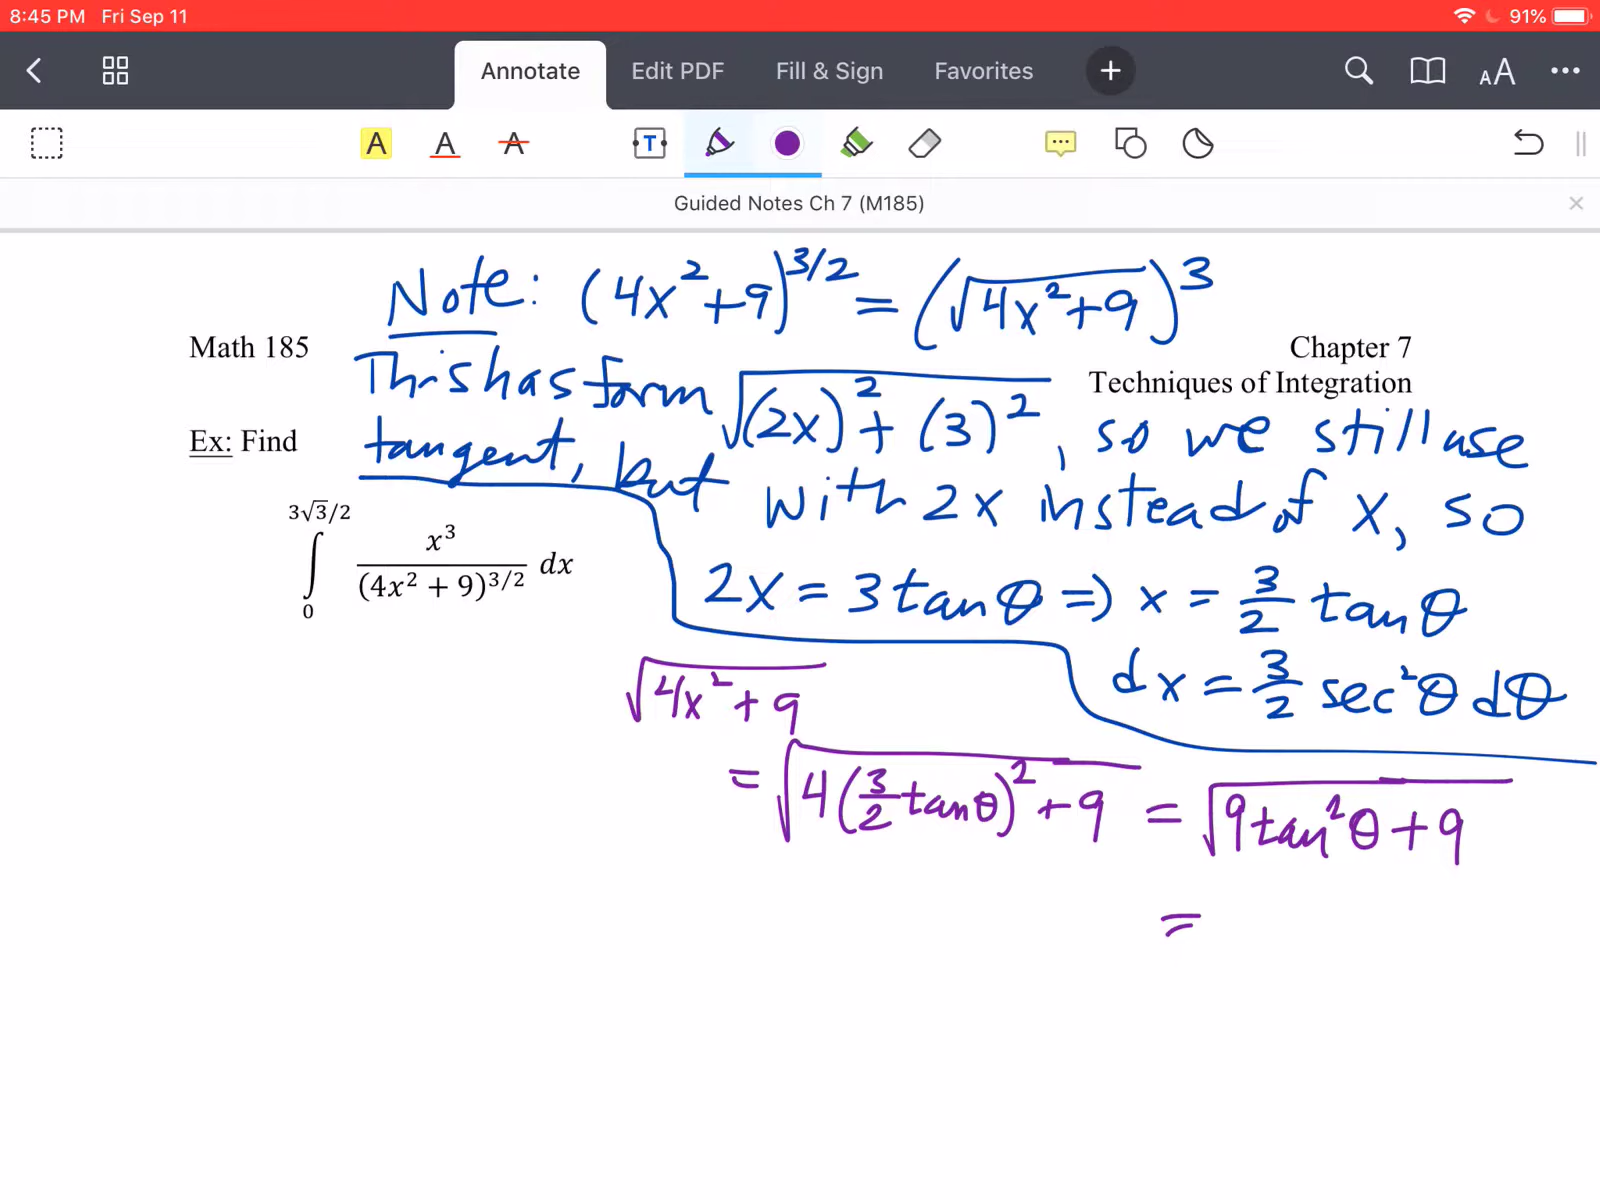 8:45 PM Fri Sep 11 91%
Annotate Edit PDF Fill & Sign Favorites + AA
A A A T
Guided Notes Ch 7 (M185) ×
Note: (4x²+9)^{3/2} = (√(4x²+9))³
Math 185 Chapter 7
Techniques of Integration
This has form √((2x)² + (3)²), so we still use
Ex: Find
tangent, but with 2x instead of x, so
∫₀^{3√3/2} x³/(4x² + 9)^{3/2} dx
2x = 3 tan θ ⇒ x = 3/2 tan θ
dx = 3/2 sec²θ dθ
√(4x²+9)
= √(4(3/2 tanθ)² + 9) = √(9tan²θ + 9)
=